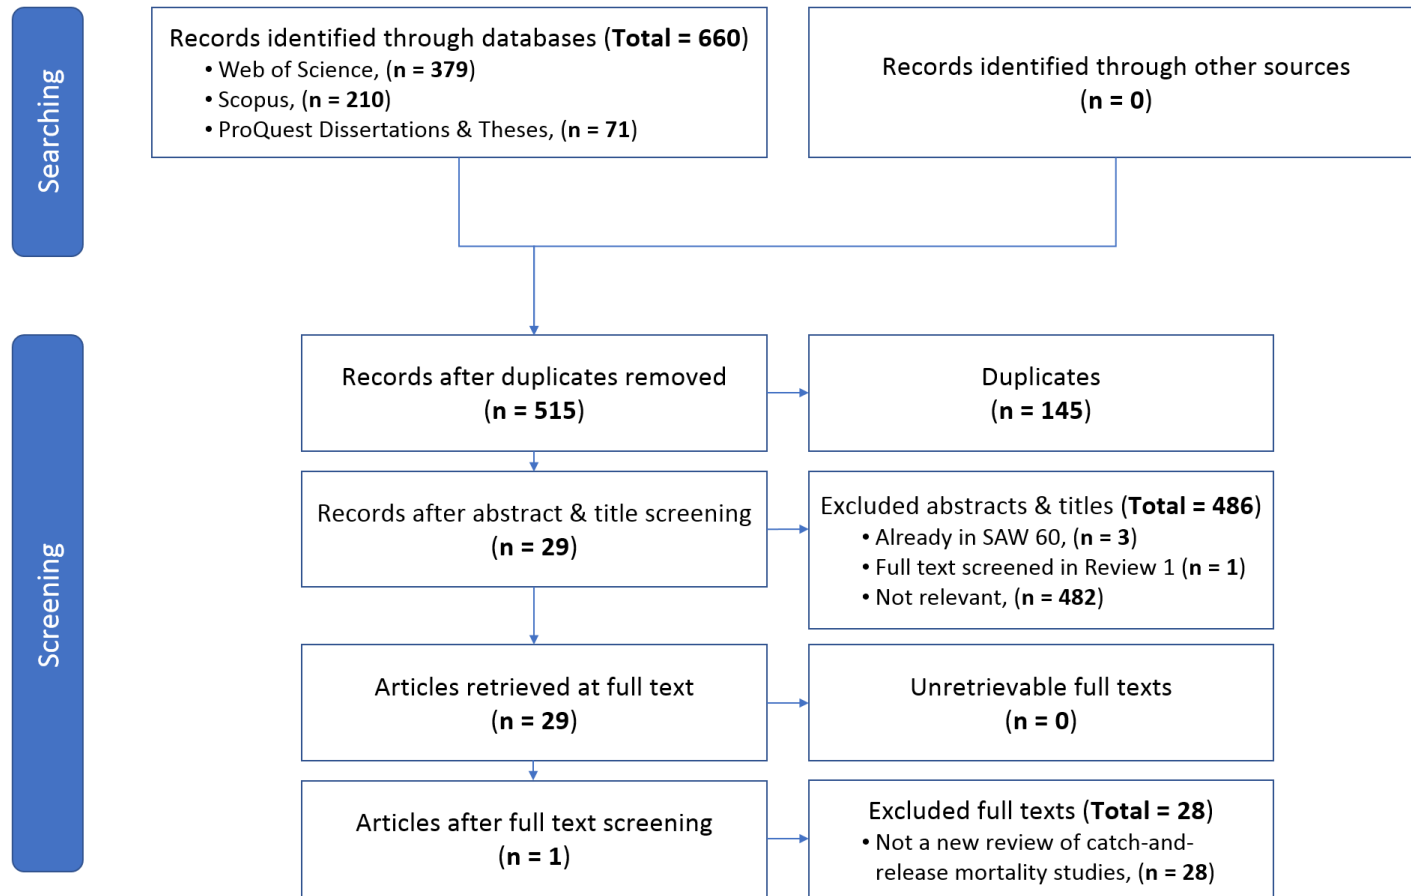 Searching
Records identified through databases (Total = 660)
• Web of Science, (n = 379)
• Scopus, (n = 210)
• ProQuest Dissertations & Theses, (n = 71)
Records identified through other sources
(n = 0)
Screening
Records after duplicates removed
(n = 515)
Duplicates
(n = 145)
Records after abstract & title screening
(n = 29)
Excluded abstracts & titles (Total = 486)
• Already in SAW 60, (n = 3)
• Full text screened in Review 1 (n = 1)
• Not relevant, (n = 482)
Articles retrieved at full text
(n = 29)
Unretrievable full texts
(n = 0)
Articles after full text screening
(n = 1)
Excluded full texts (Total = 28)
• Not a new review of catch-and-
release mortality studies, (n = 28)